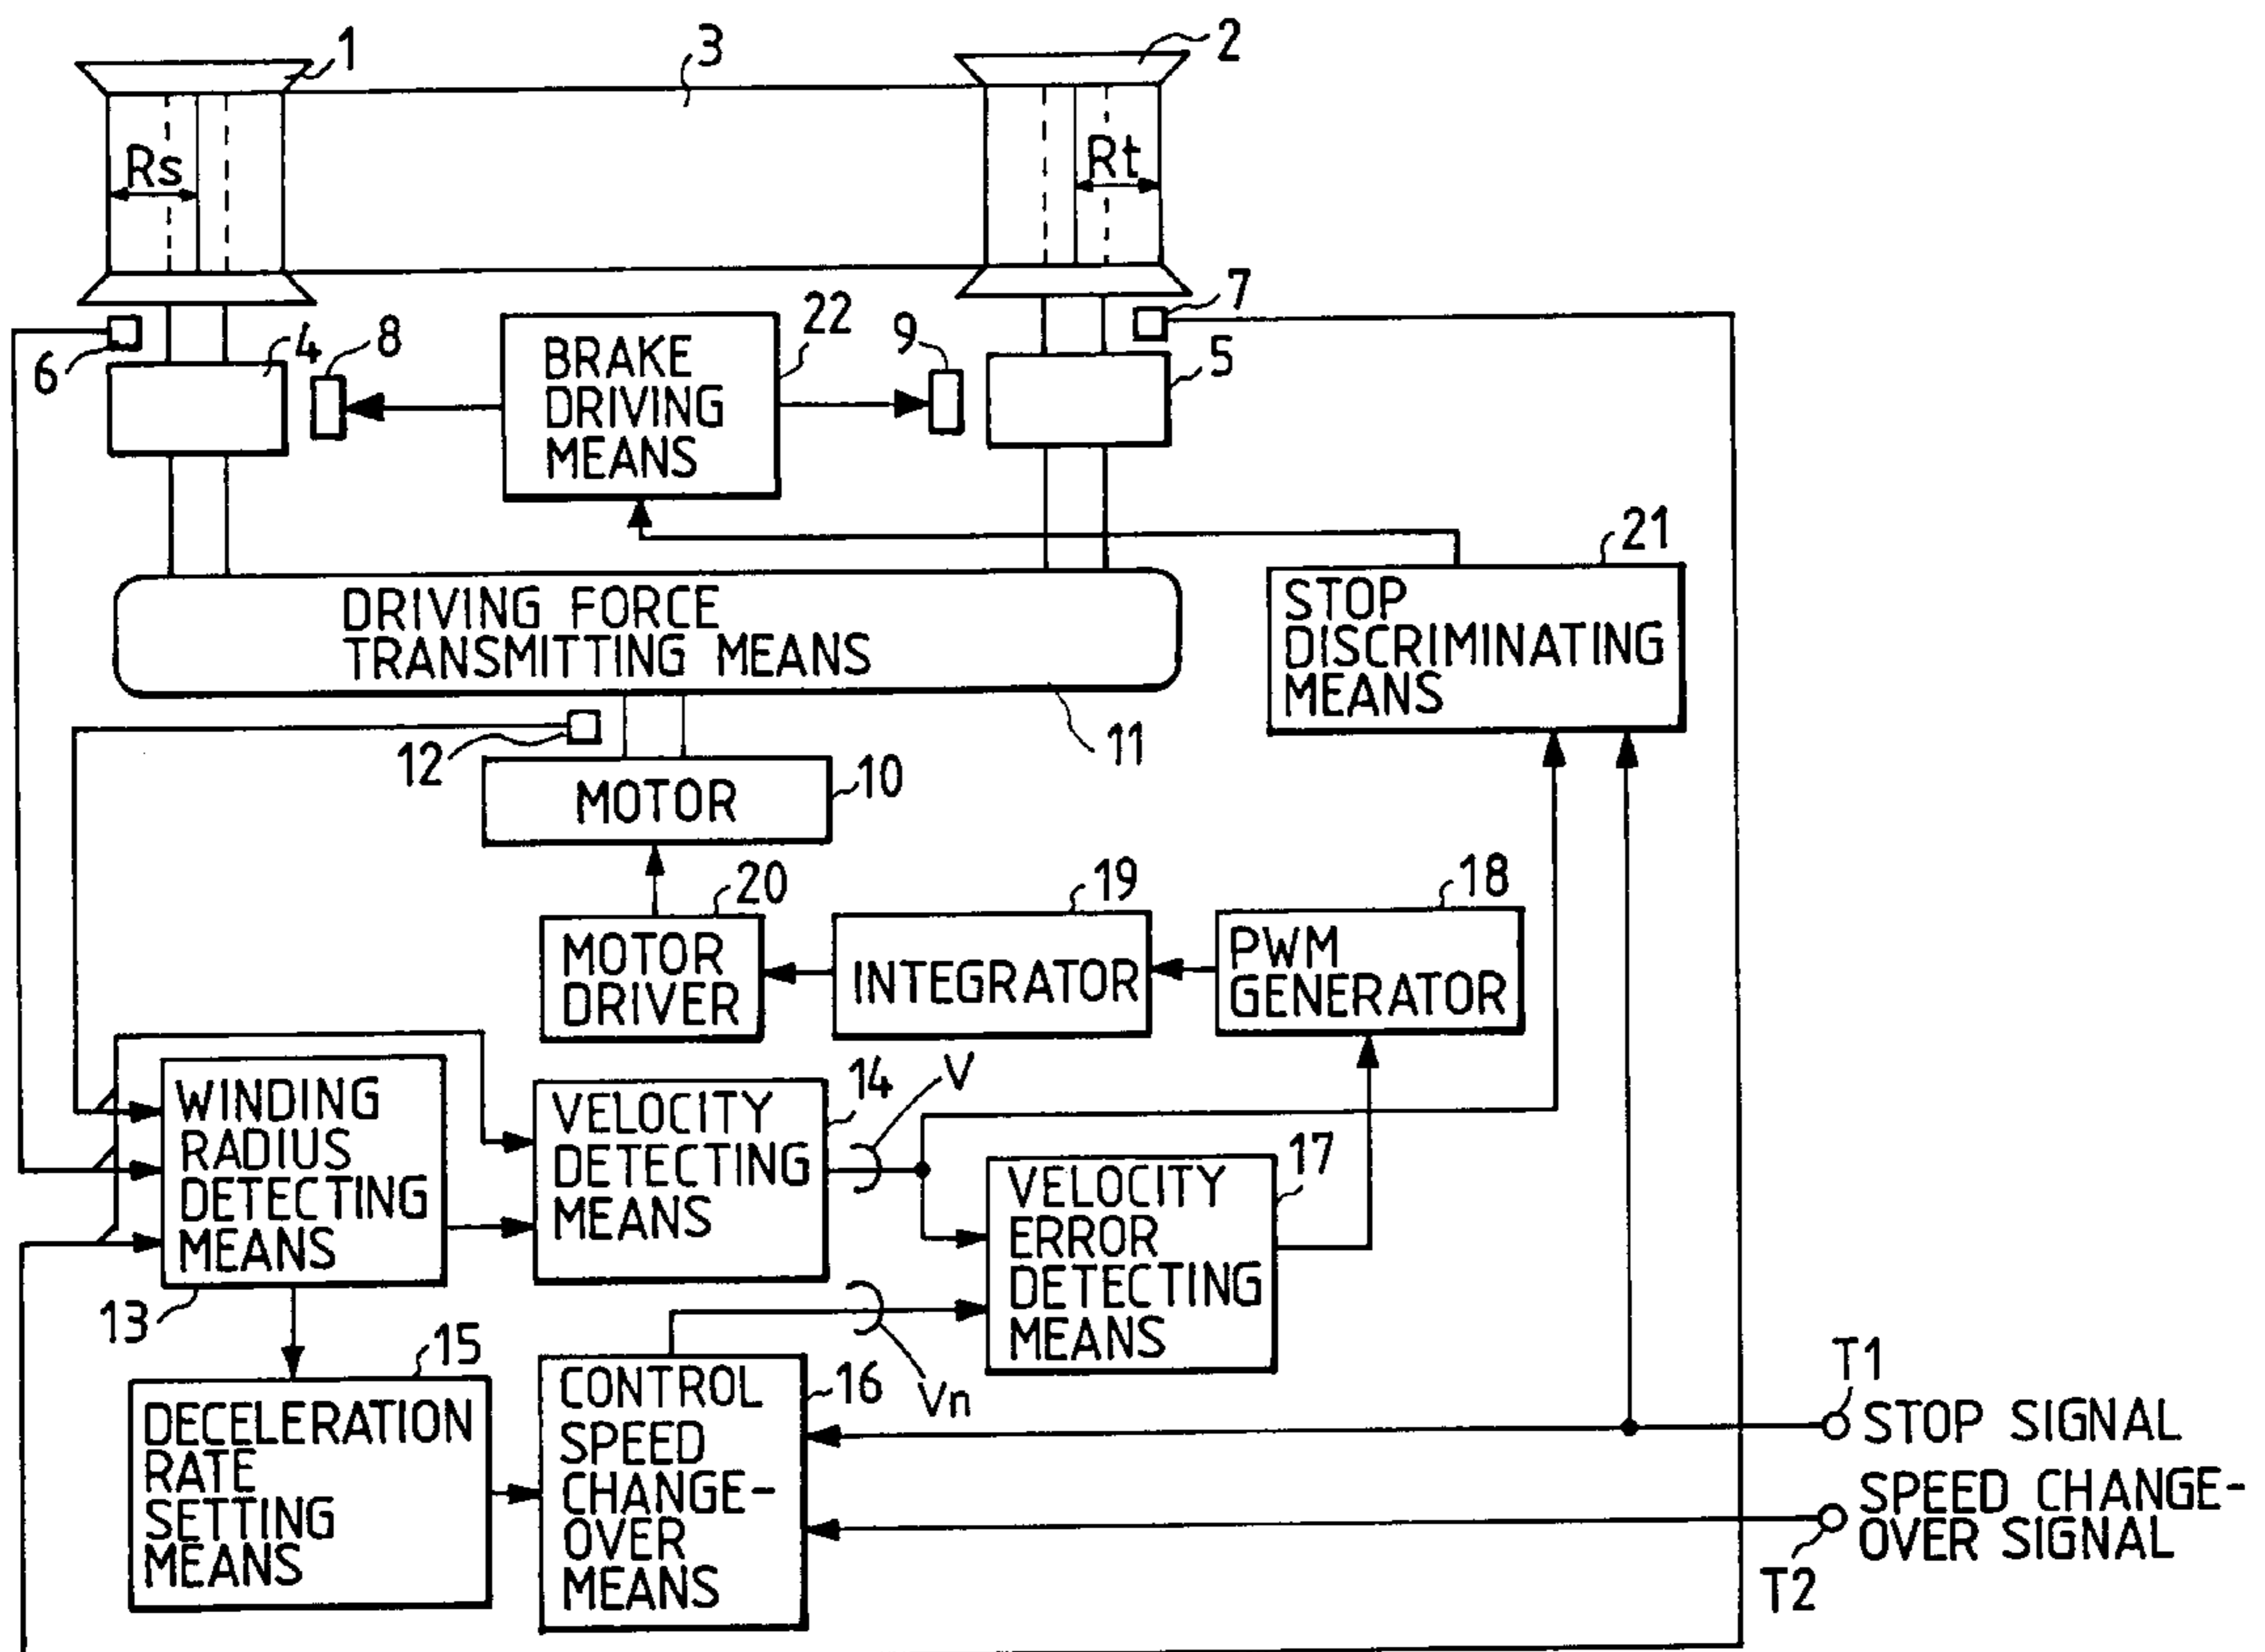 1
3
2
Rs
Rt
6
4
8
BRAKE
DRIVING
MEANS
22
9
7
5
DRIVING FORCE
TRANSMITTING MEANS
11
21
STOP
DISCRIMINATING
MEANS
12
MOTOR
10
20
MOTOR
DRIVER
19
INTEGRATOR
18
PWM
GENERATOR
WINDING
RADIUS
DETECTING
MEANS
13
VELOCITY
DETECTING
MEANS
14
V
VELOCITY
ERROR
DETECTING
MEANS
17
15
DECELERATION
RATE
SETTING
MEANS
CONTROL
SPEED
CHANGE-
OVER
MEANS
16
Vn
T1
STOP SIGNAL
SPEED CHANGE-
OVER SIGNAL
T2